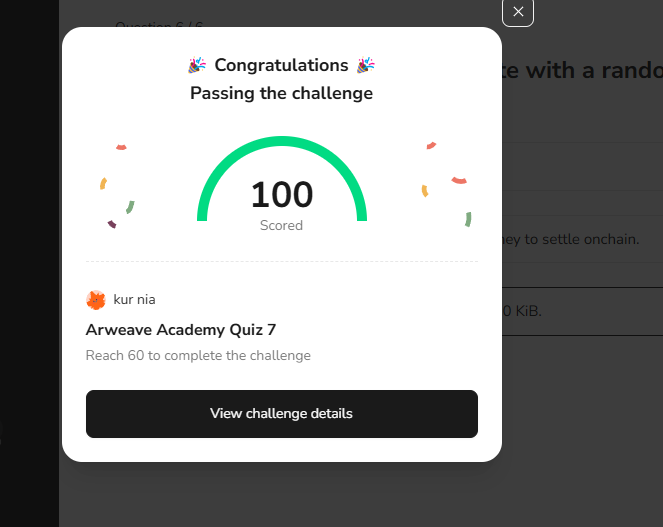 Question 6 / 6
Congratulations
te with a rando
Passing the challenge
100
Scored
ney to settle onchain.
kur nia
0 KiB.
Arweave Academy Quiz 7
Reach 60 to complete the challenge
View challenge details